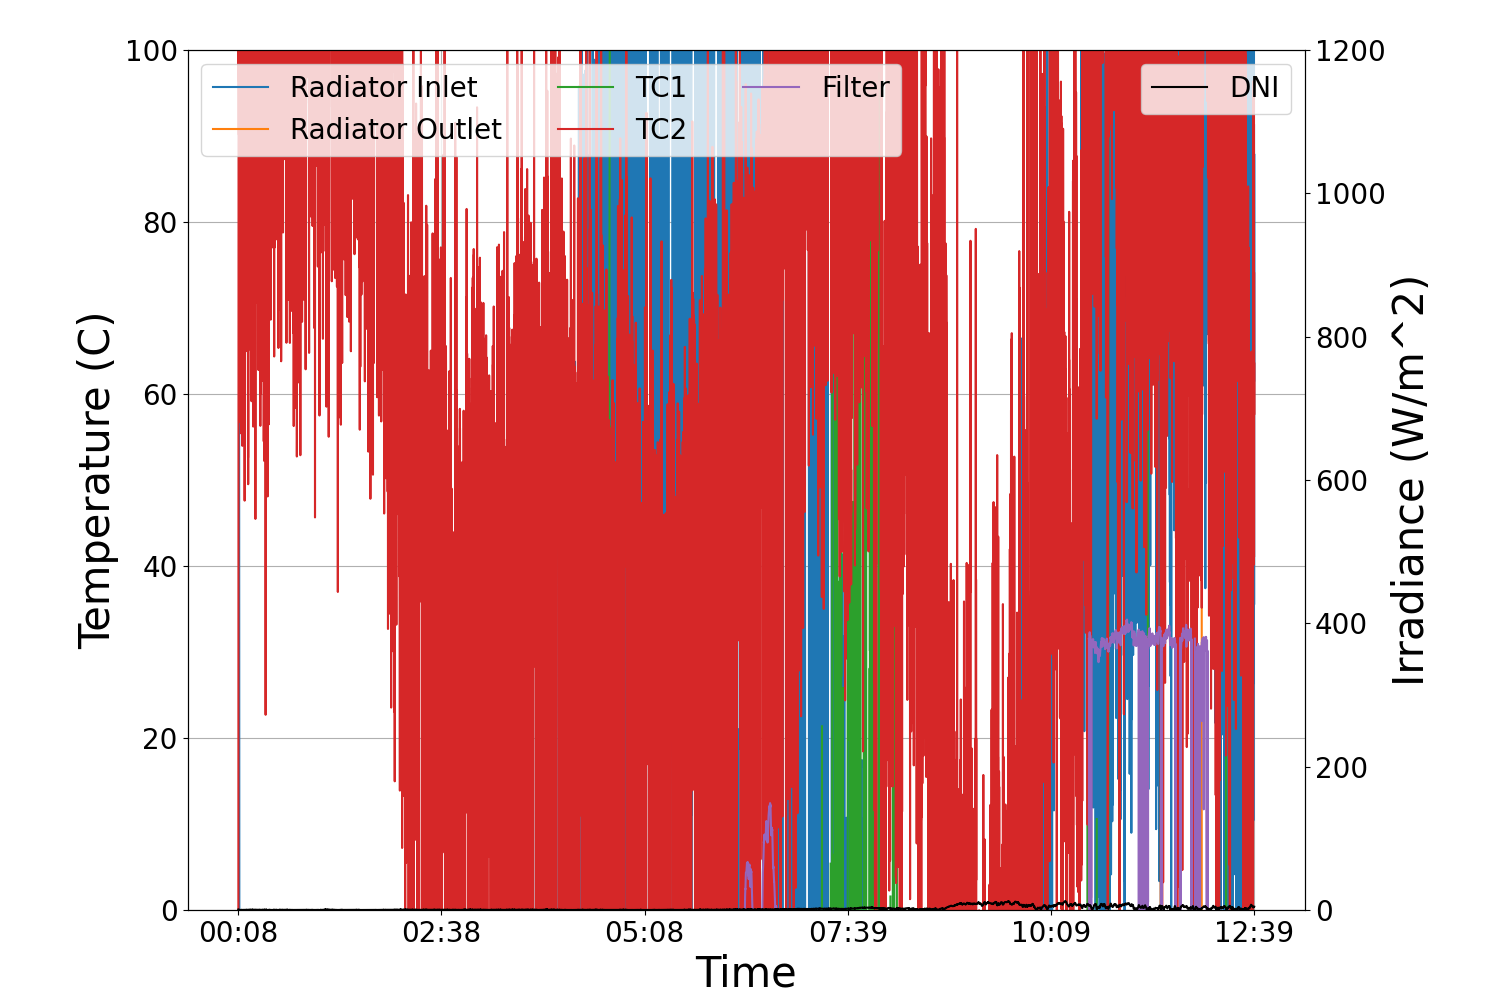 Radiator Inlet
Radiator Outlet
TC1
TC2
Filter
DNI
Temperature (C)
100
80
60
40
20
0
Irradiance (W/m^2)
1200
1000
800
600
400
200
0
00:08 02:38 05:08 07:39 10:09 12:39
Time